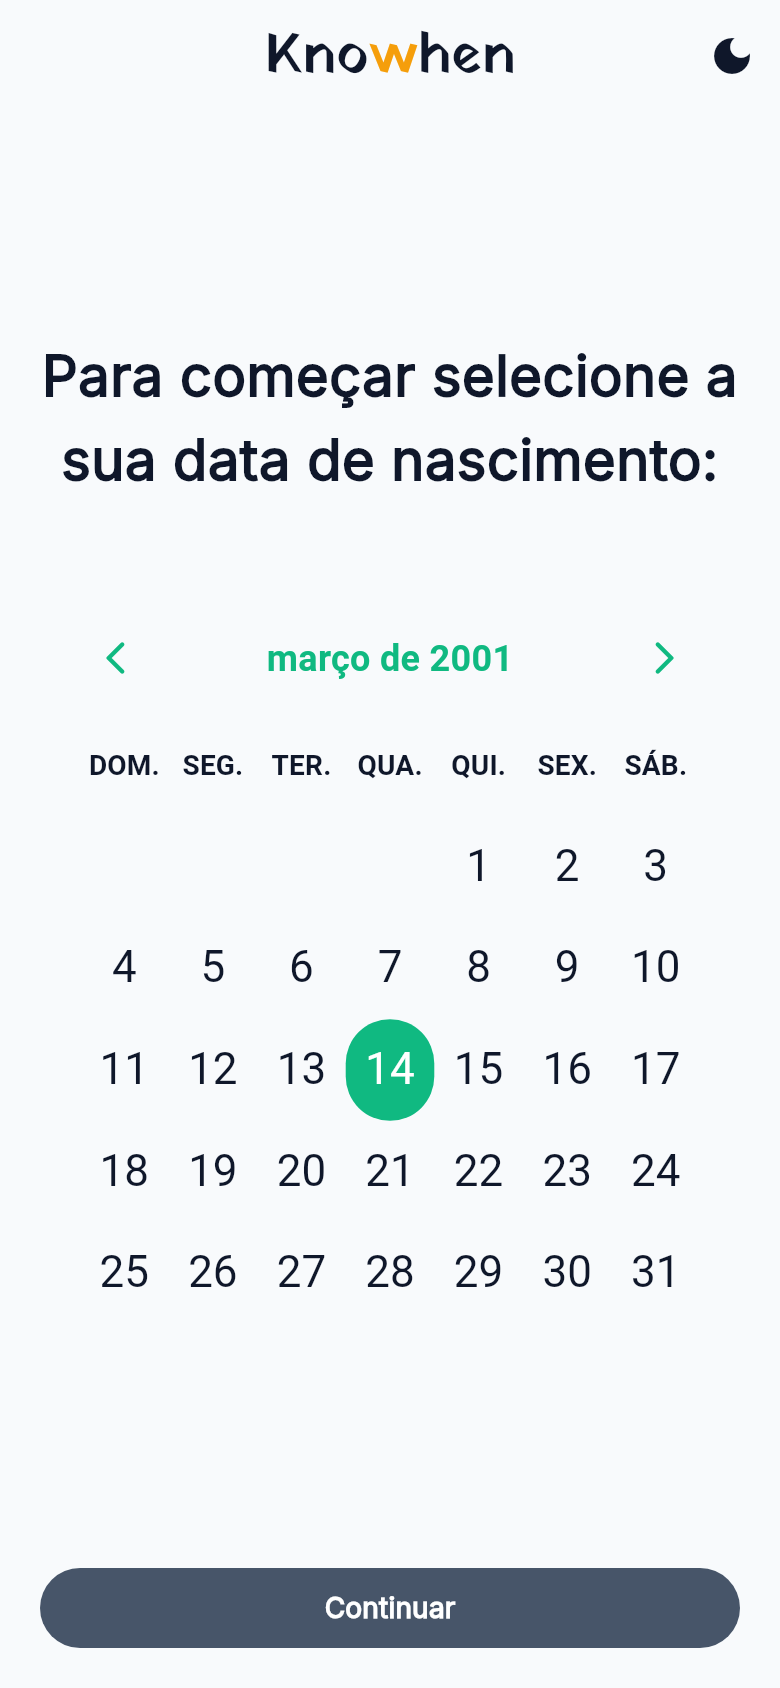 Knowhen
Para começar selecione a
sua data de nascimento:
março de 2001
DOM. SEG. TER. QUA. QUI. SEX. SÁB.
1 2 3
4 5 6 7 8 9 10
11 12 13 14 15 16 17
18 19 20 21 22 23 24
25 26 27 28 29 30 31
Continuar